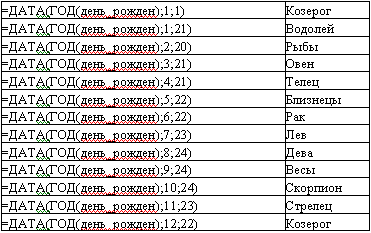 =ДАТА(ГОД(день_рожден);1;1) Козерог
=ДАТА(ГОД(день_рожден);1;21) Водолей
=ДАТА(ГОД(день_рожден);2;20) Рыбы
=ДАТА(ГОД(день_рожден);3;21) Овен
=ДАТА(ГОД(день_рожден);4;21) Телец
=ДАТА(ГОД(день_рожден);5;22) Близнецы
=ДАТА(ГОД(день_рожден);6;22) Рак
=ДАТА(ГОД(день_рожден);7;23) Лев
=ДАТА(ГОД(день_рожден);8;24) Дева
=ДАТА(ГОД(день_рожден);9;24) Весы
=ДАТА(ГОД(день_рожден);10;24) Скорпион
=ДАТА(ГОД(день_рожден);11;23) Стрелец
=ДАТА(ГОД(день_рожден);12;22) Козерог